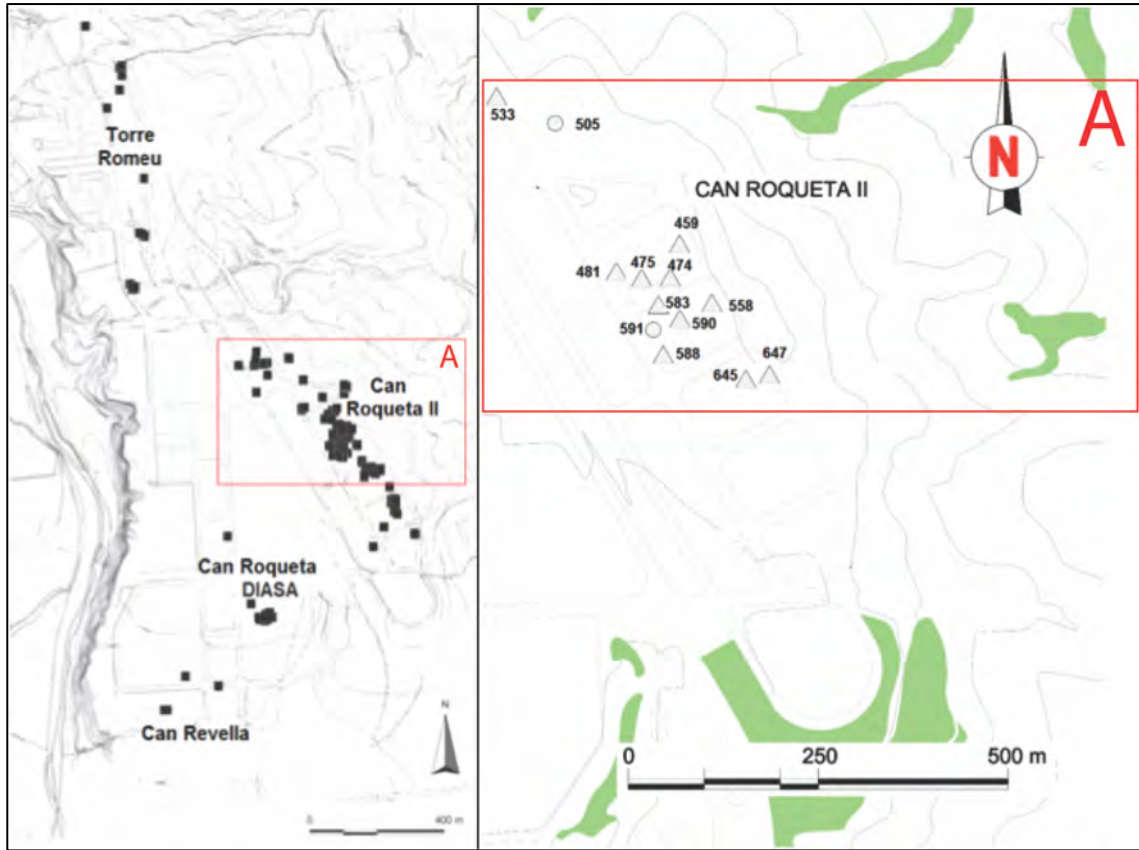 Torre
Romeu
A
Can
Roqueta II
Can Roqueta
DIASA
Can Revella
N
0 400 m
A
533
505
N
CAN ROQUETA II
459
481
475
474
583
558
591
590
588
647
645
0 250 500 m